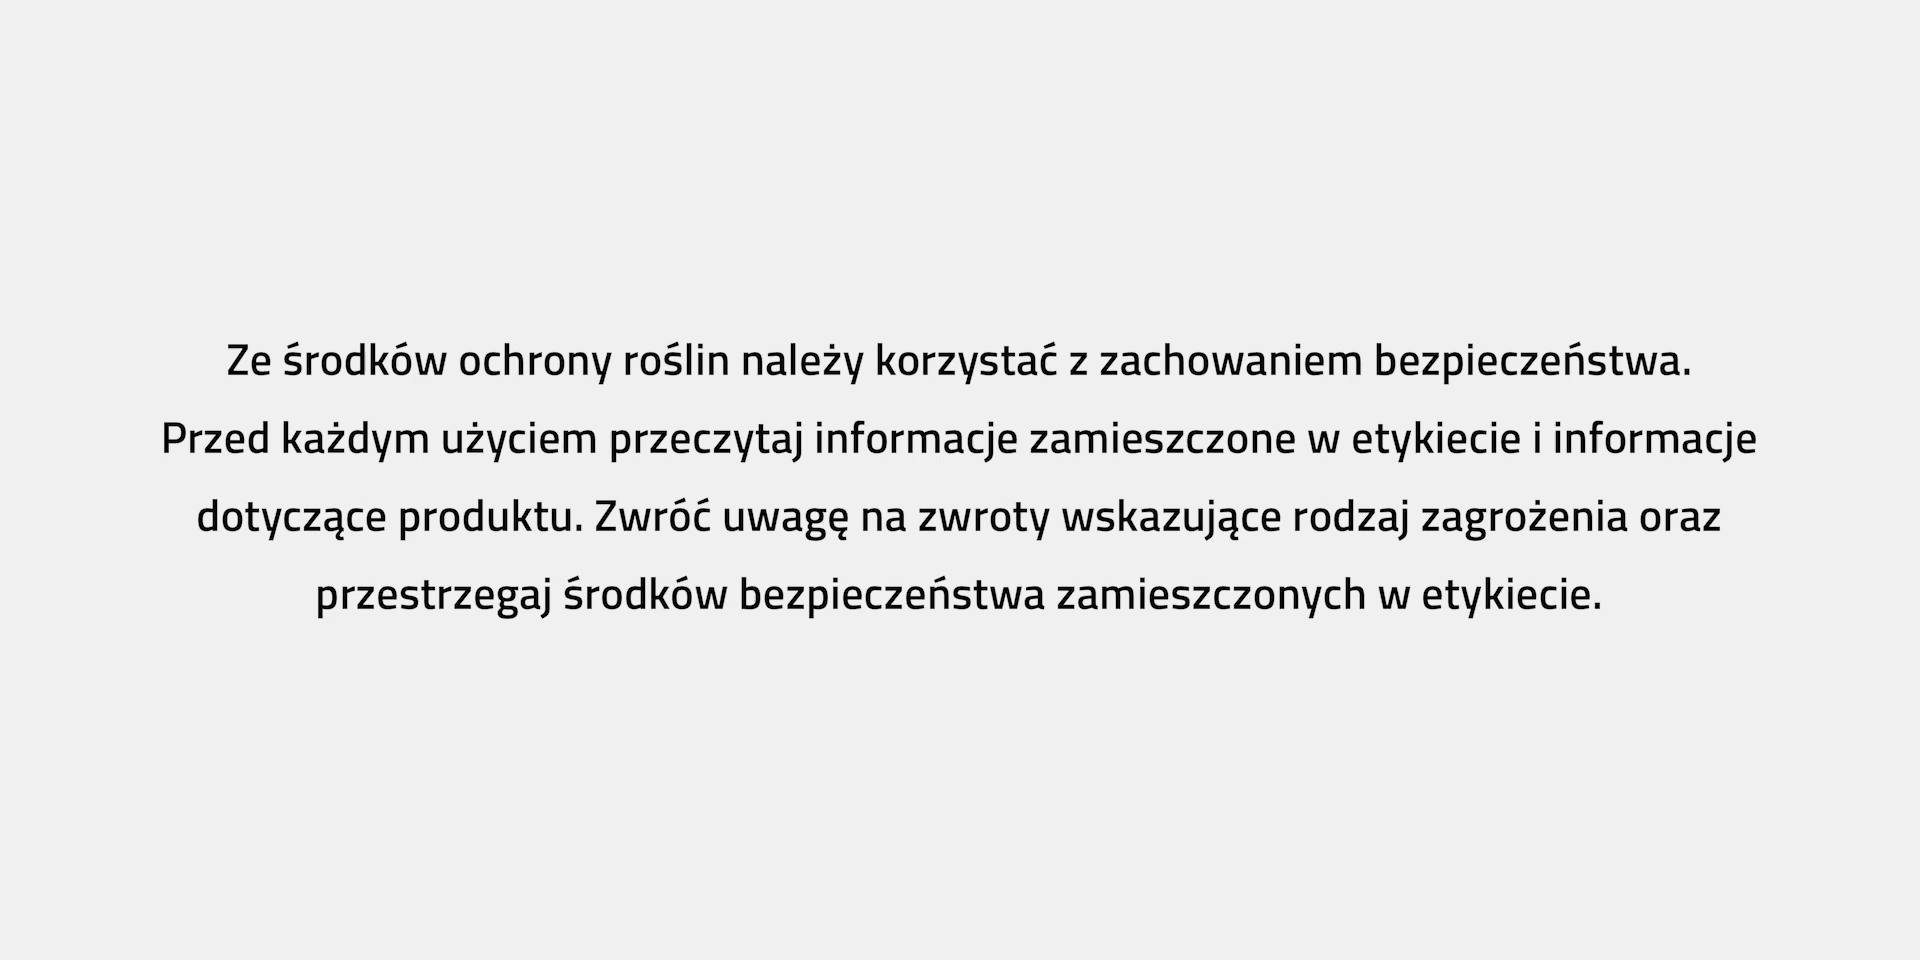 Ze środków ochrony roślin należy korzystać z zachowaniem bezpieczeństwa.
Przed każdym użyciem przeczytaj informacje zamieszczone w etykiecie i informacje
dotyczące produktu. Zwróć uwagę na zwroty wskazujące rodzaj zagrożenia oraz
przestrzegaj środków bezpieczeństwa zamieszczonych w etykiecie.